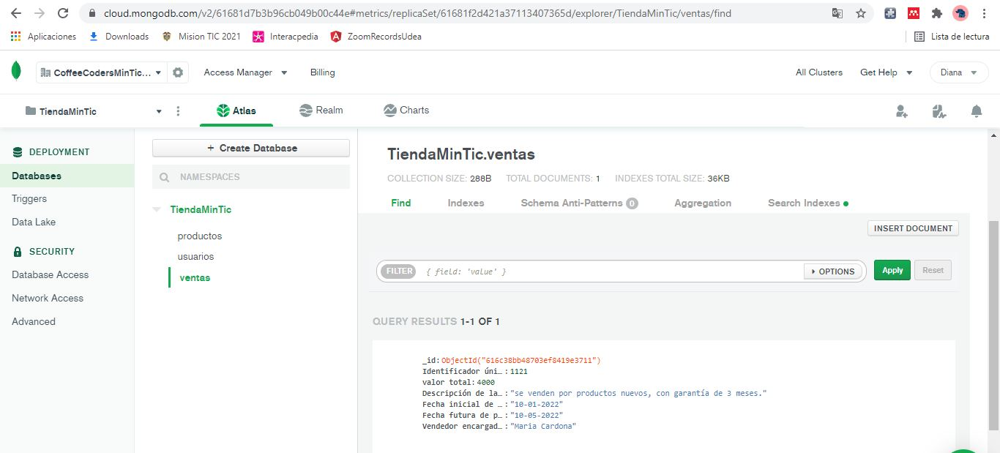 cloud.mongodb.com/v2/61681d7b3b96cb049b00c44e#metrics/replicaSet/61681f2d421a37113407365d/explorer/TiendaMinTic/ventas/find
Aplicaciones Downloads Mision TIC 2021 Interacpedia ZoomRecordsUdea Lista de lectura
CoffeeCodersMinTic... Access Manager Billing All Clusters Get Help Diana
TiendaMinTic Atlas Realm Charts
DEPLOYMENT
Databases
Triggers
Data Lake
SECURITY
Database Access
Network Access
Advanced
+ Create Database
NAMESPACES
TiendaMinTic
productos
usuarios
ventas
TiendaMinTic.ventas
COLLECTION SIZE: 288B TOTAL DOCUMENTS: 1 INDEXES TOTAL SIZE: 36KB
Find Indexes Schema Anti-Patterns 0 Aggregation Search Indexes
INSERT DOCUMENT
FILTER { field: 'value' } OPTIONS Apply Reset
QUERY RESULTS 1-1 OF 1
_id: ObjectId("616c38bb48703ef8419e3711")
Identificador úni… : 1121
valor total: 4000
Descripción de la… : "se venden por productos nuevos, con garantía de 3 meses."
Fecha inicial de … : "10-01-2022"
Fecha futura de p… : "10-05-2022"
Vendedor encargad… : "Maria Cardona"